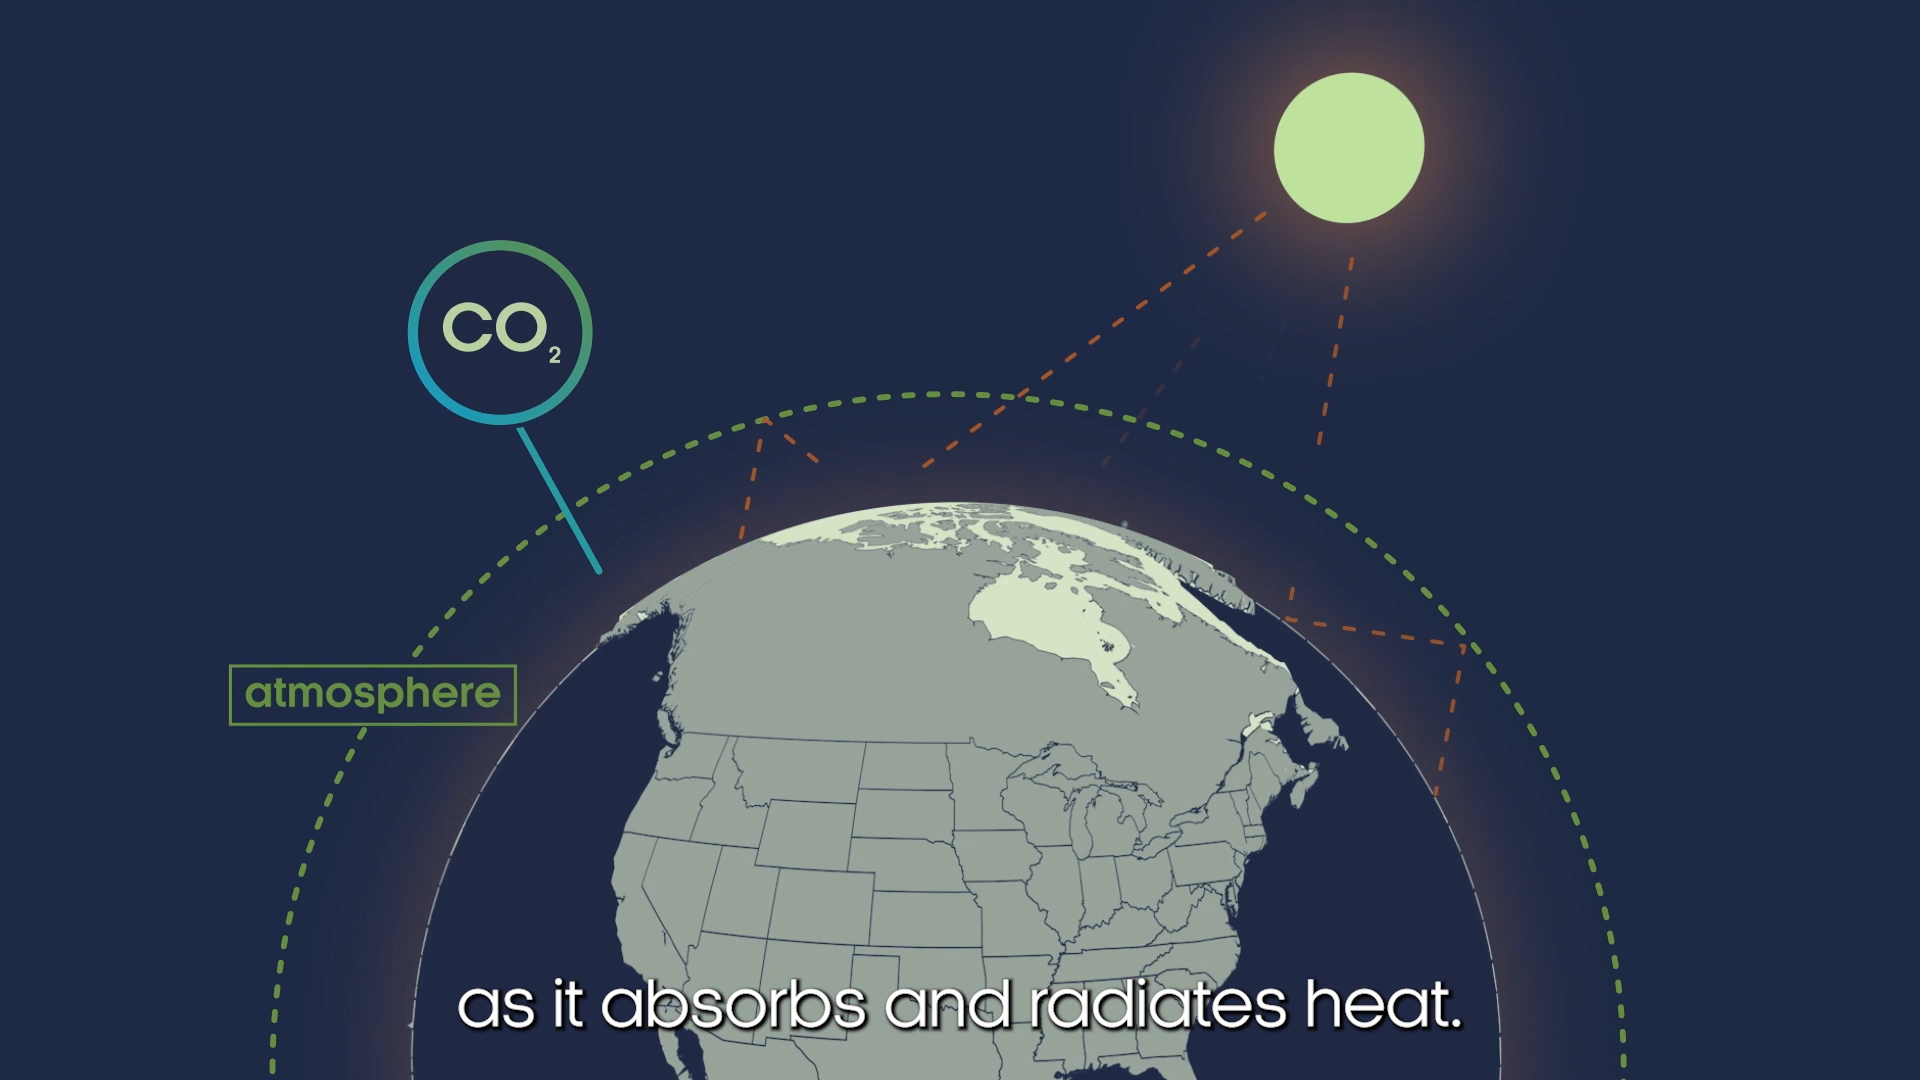 CO₂
atmosphere
as it absorbs and radiates heat.